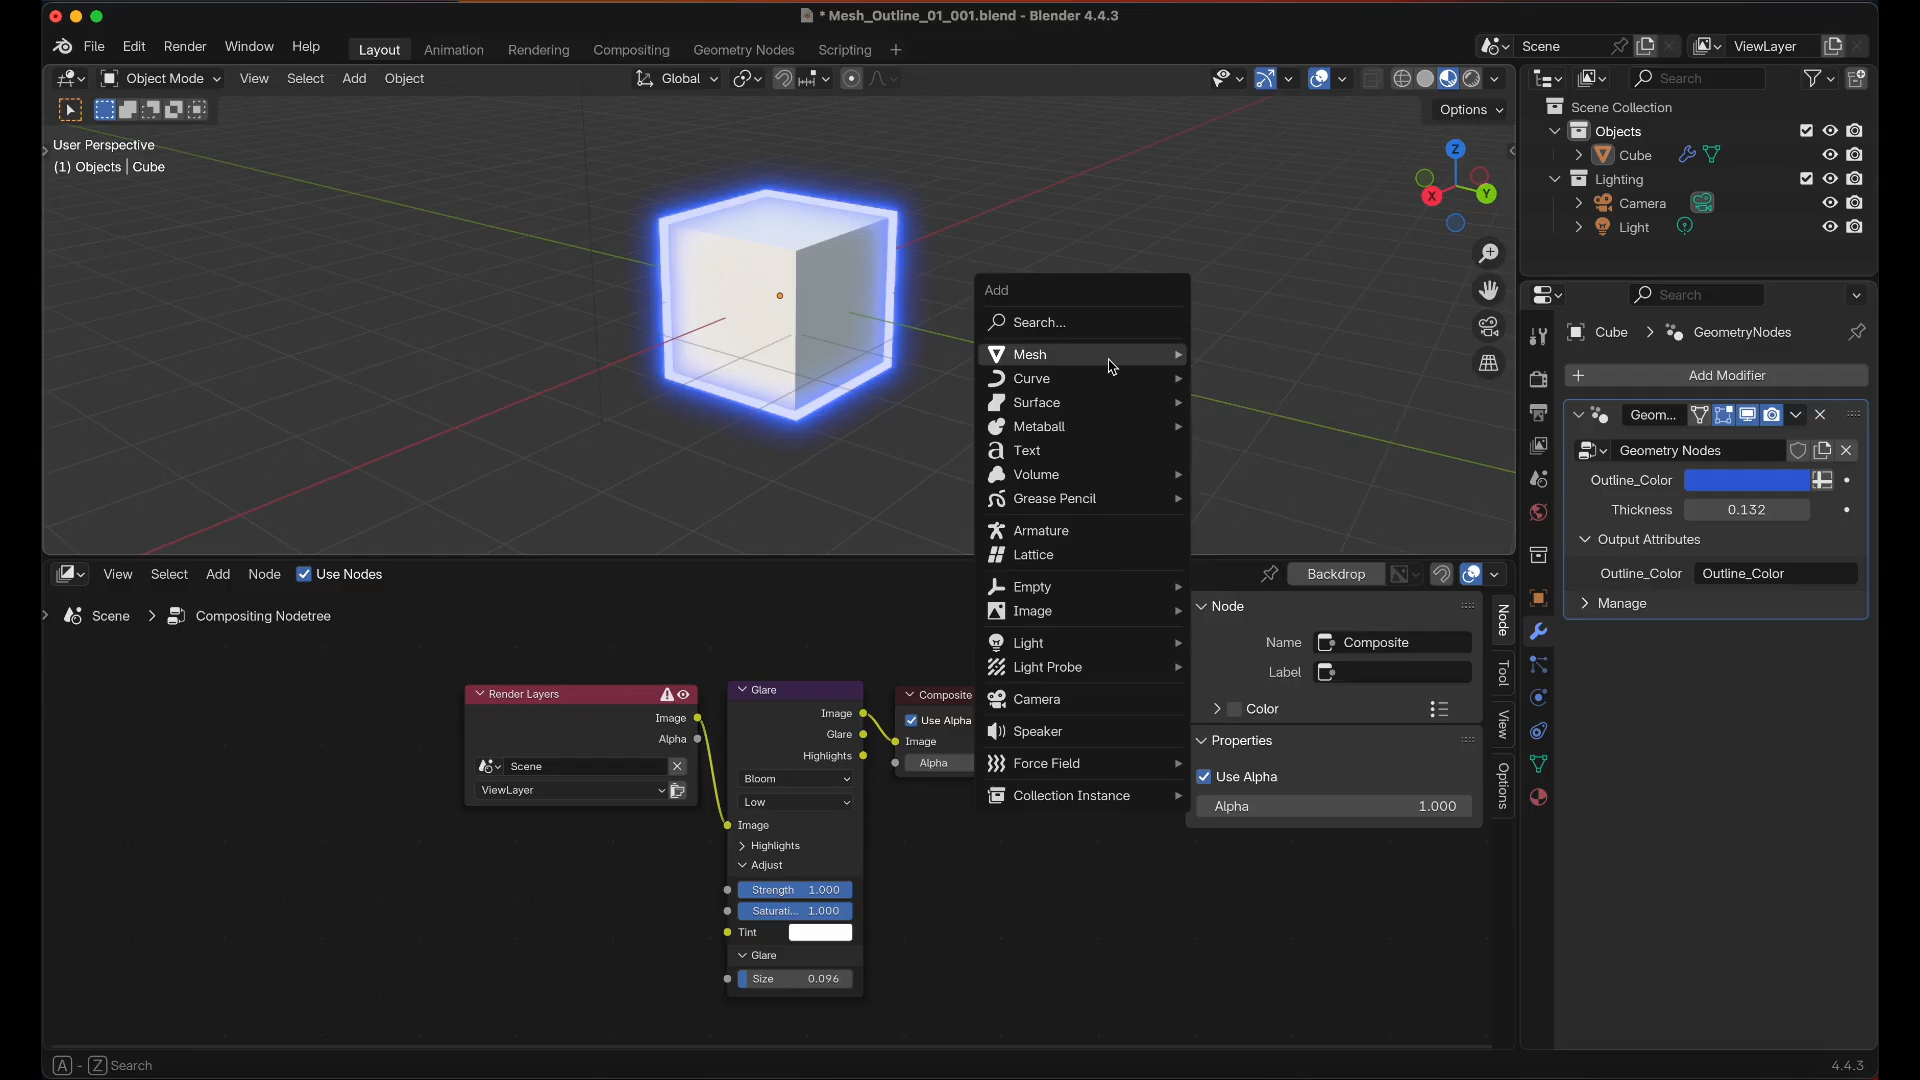 * Mesh_Outline_01_001.blend - Blender 4.4.3
File Edit Render Window Help Layout Animation Rendering Compositing Geometry Nodes Scripting + Scene ViewLayer
Object Mode View Select Add Object Global
Options
User Perspective
(1) Objects | Cube
Z
X
Y
Search
Scene Collection
Objects
Cube
Lighting
Camera
Light
Add
Search...
Mesh
Curve
Surface
Metaball
Text
Volume
Grease Pencil
Armature
Lattice
Empty
Image
Light
Light Probe
Camera
Speaker
Force Field
Collection Instance
Search
Cube > GeometryNodes
+ Add Modifier
Geom...
Geometry Nodes
Outline_Color
Thickness 0.132
Output Attributes
Outline_Color Outline_Color
Manage
View Select Add Node Use Nodes
Backdrop
Scene > Compositing Nodetree
Render Layers
Image
Alpha
Scene
ViewLayer
Glare
Image
Glare
Highlights
Bloom
Low
Image
Highlights
Adjust
Strength 1.000
Saturati... 1.000
Tint
Glare
Size 0.096
Composite
Use Alpha
Image
Alpha
Node
Name Composite
Label
Color
Properties
Use Alpha
Alpha 1.000
Node
Tool
View
Options
A - Z Search
4.4.3